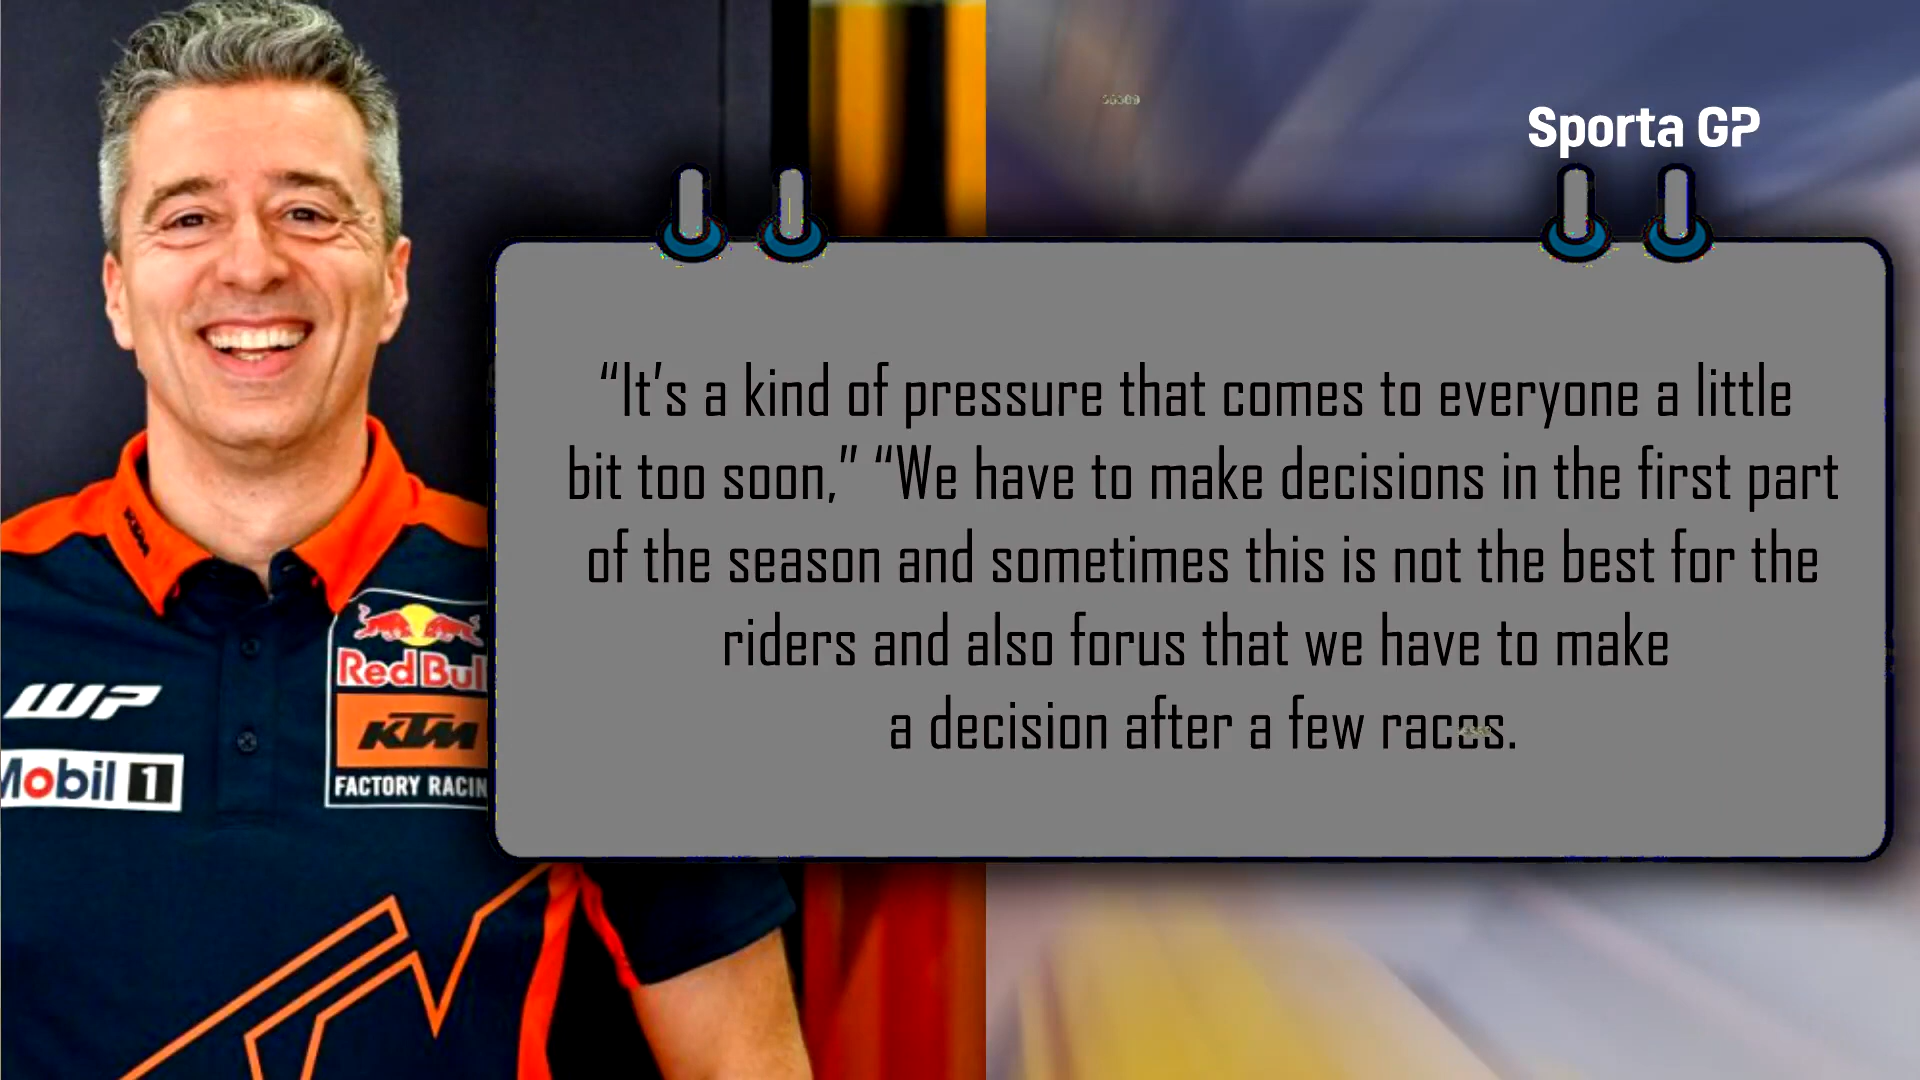 Sporta GP
“It's a kind of pressure that comes to everyone a little
bit too soon,” “We have to make decisions in the first part
of the season and sometimes this is not the best for the
riders and also forus that we have to make
a decision after a few races.
KTM
Red Bull
KTM
FACTORY RACIN
WP
Mobil 1